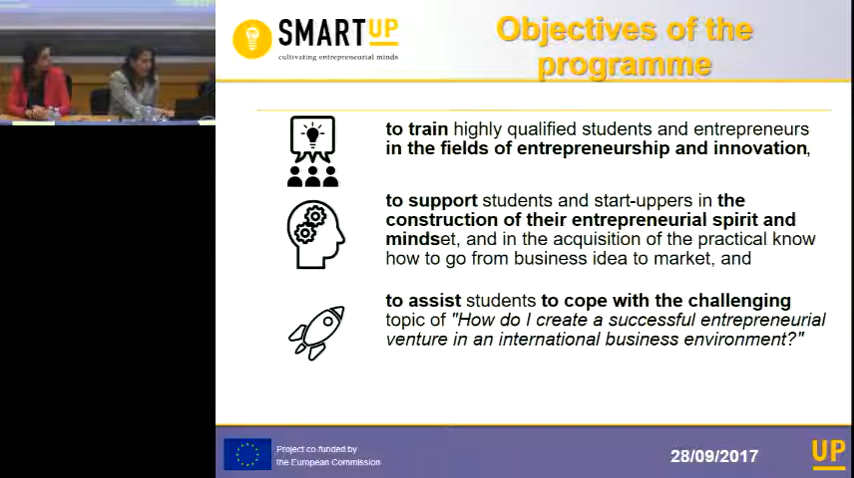 SMARTUP
cultivating entrepreneurial minds
Objectives of the
programme
to train highly qualified students and entrepreneurs
in the fields of entrepreneurship and innovation,
to support students and start-uppers in the
construction of their entrepreneurial spirit and
mindset, and in the acquisition of the practical know
how to go from business idea to market, and
to assist students to cope with the challenging
topic of "How do I create a successful entrepreneurial
venture in an international business environment?"
Project co-funded by
the European Commission
28/09/2017
UP